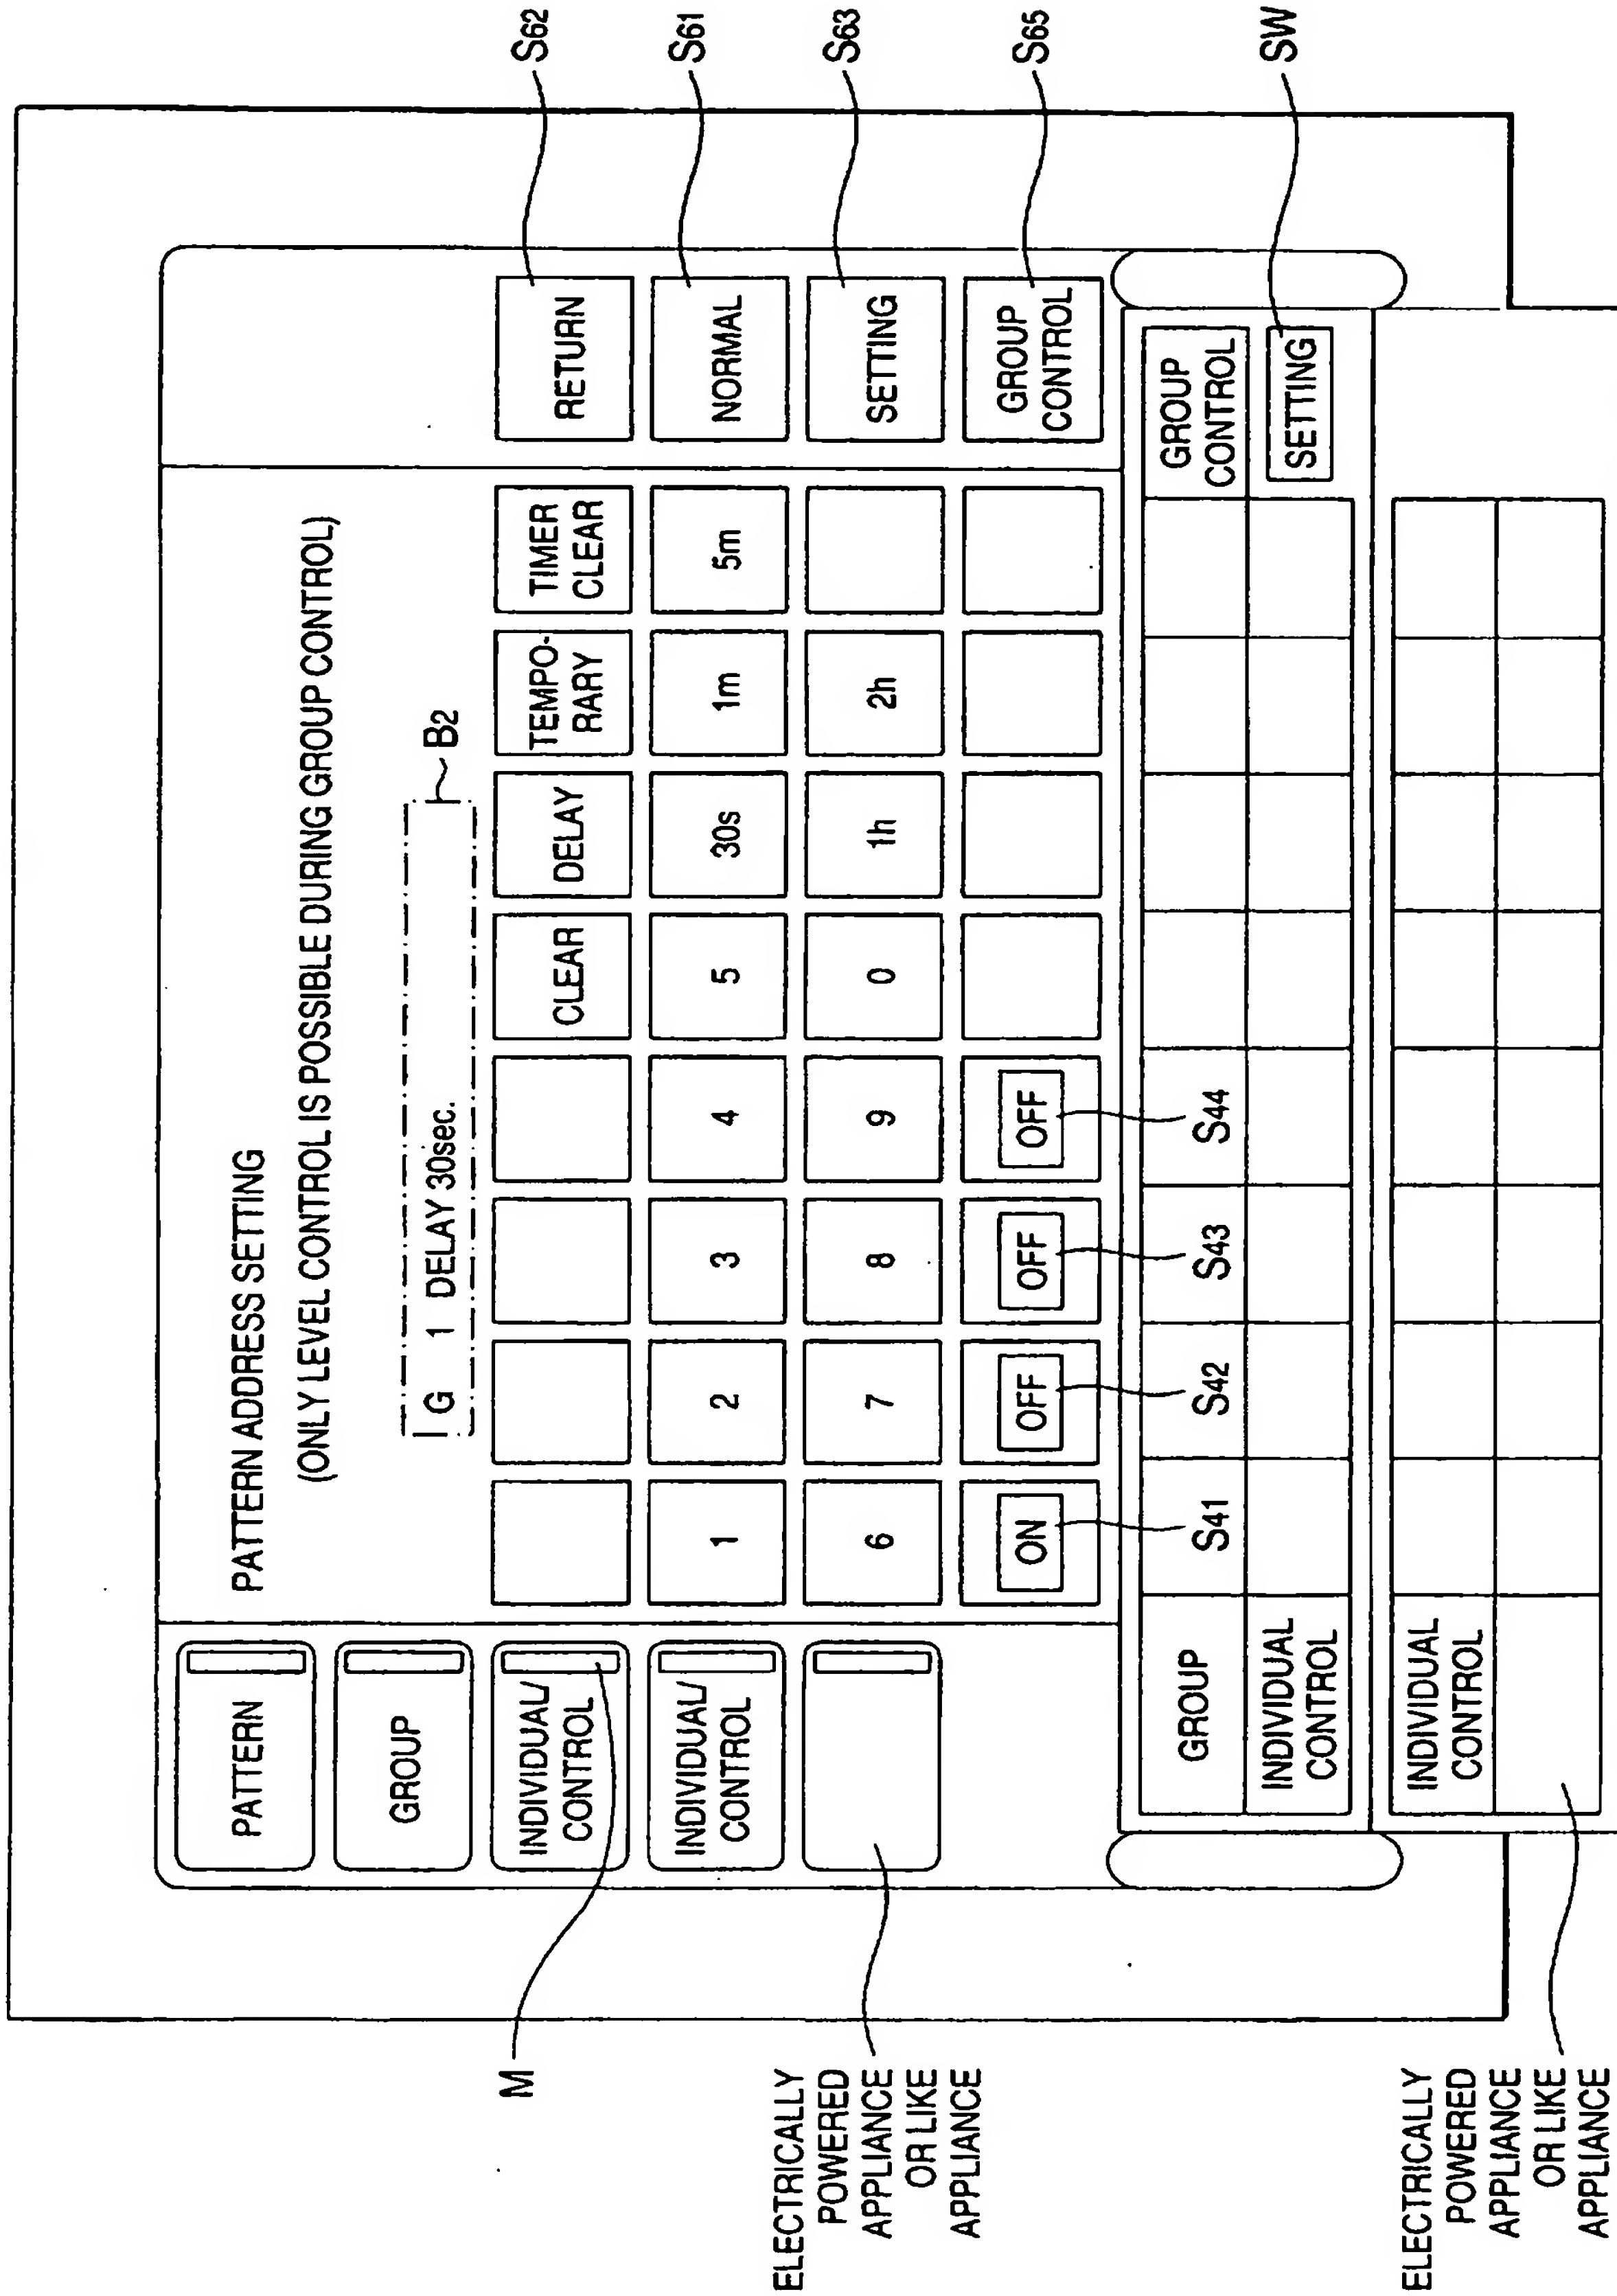 S62
S61
S63
S65
SW
PATTERN ADDRESS SETTING
(ONLY LEVEL CONTROL IS POSSIBLE DURING GROUP CONTROL)
G 1 DELAY 30sec.
B2
PATTERN
GROUP
INDIVIDUAL/
CONTROL
INDIVIDUAL/
CONTROL
CLEAR
DELAY
TEMPO-
RARY
TIMER
CLEAR
RETURN
1
2
3
4
5
30s
1m
5m
NORMAL
6
7
8
9
0
1h
2h
SETTING
ON
OFF
OFF
OFF
GROUP
CONTROL
GROUP
S41
S42
S43
S44
GROUP
CONTROL
INDIVIDUAL
CONTROL
SETTING
INDIVIDUAL
CONTROL
M
ELECTRICALLY
POWERED
APPLIANCE
OR LIKE
APPLIANCE
ELECTRICALLY
POWERED
APPLIANCE
OR LIKE
APPLIANCE